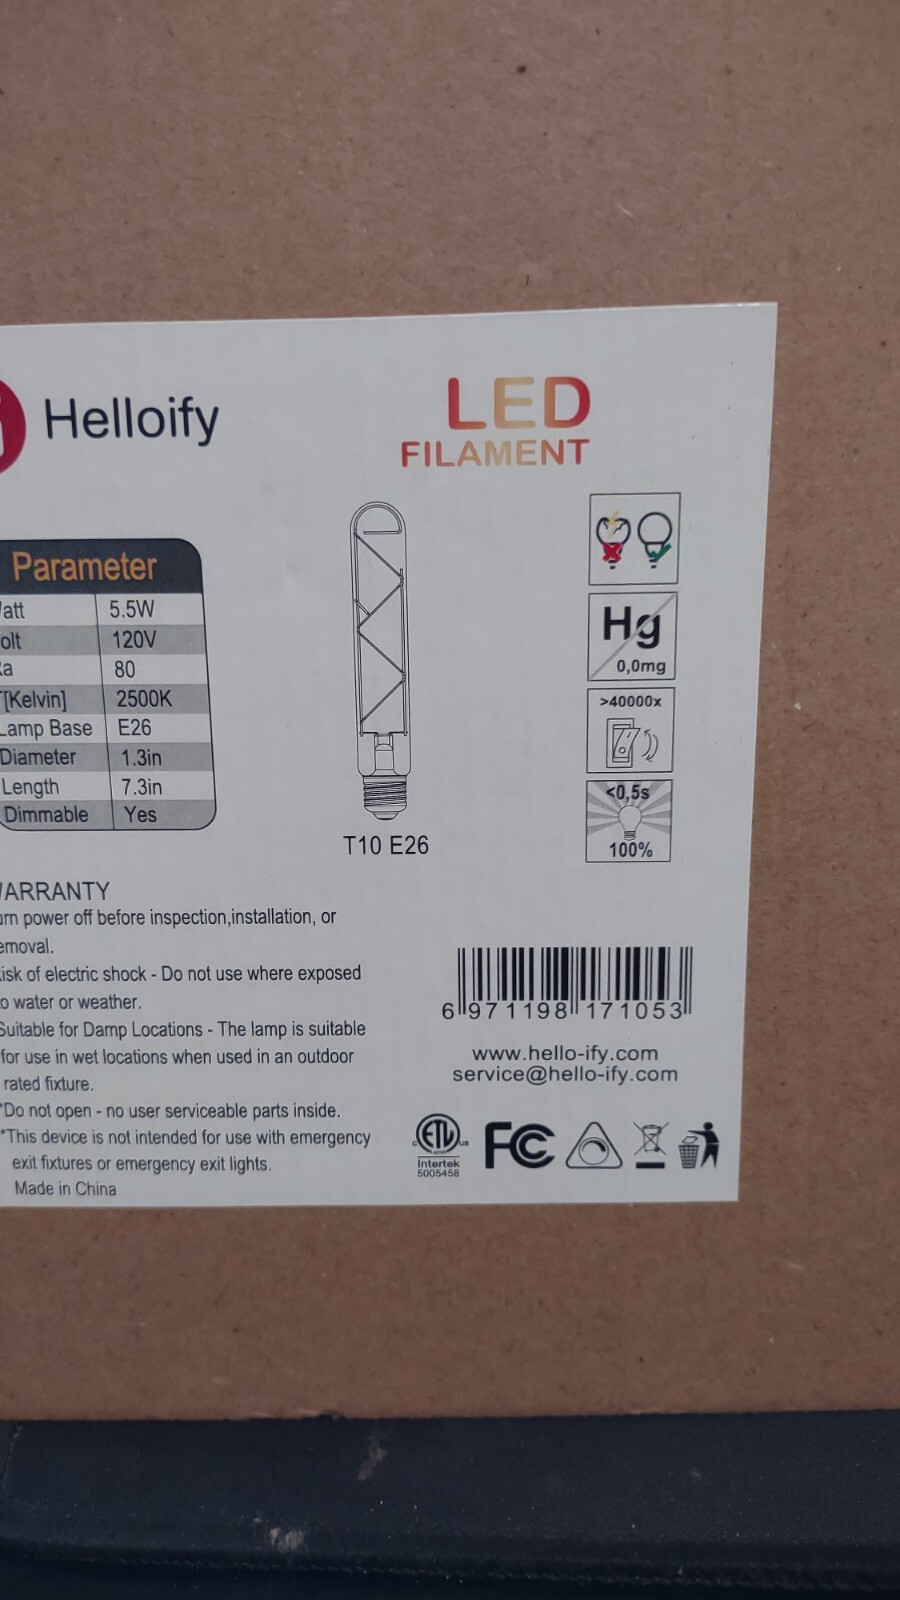 Helloify
LED
FILAMENT
Parameter
att 5.5W
olt 120V
a 80
[Kelvin] 2500K
Lamp Base E26
Diameter 1.3in
Length 7.3in
Dimmable Yes
T10 E26
Hg
0,0mg
>40000x
<0,5s
100%
ARRANTY
urn power off before inspection,installation, or
emoval.
isk of electric shock - Do not use where exposed
o water or weather.
Suitable for Damp Locations - The lamp is suitable
for use in wet locations when used in an outdoor
rated fixture.
*Do not open - no user serviceable parts inside.
*This device is not intended for use with emergency
exit fixtures or emergency exit lights.
Made in China
6 971198 171053
www.hello-ify.com
service@hello-ify.com
c ETL us
Intertek
5005458
FC